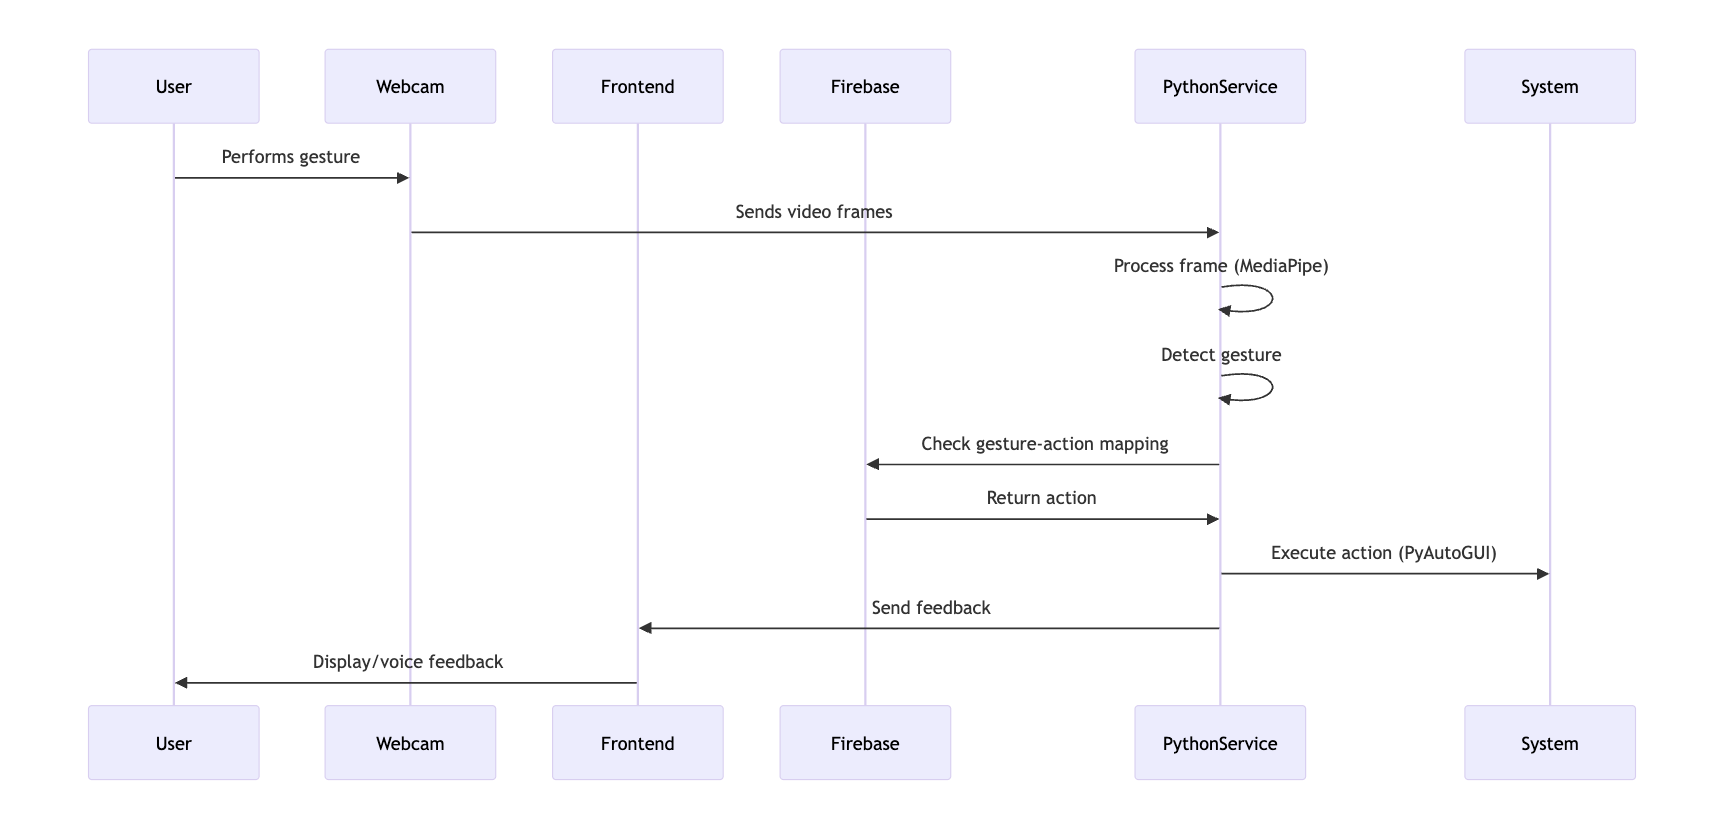 User
Webcam
Frontend
Firebase
PythonService
System
Performs gesture
Sends video frames
Process frame (MediaPipe)
Detect gesture
Check gesture-action mapping
Return action
Execute action (PyAutoGUI)
Send feedback
Display/voice feedback
User
Webcam
Frontend
Firebase
PythonService
System